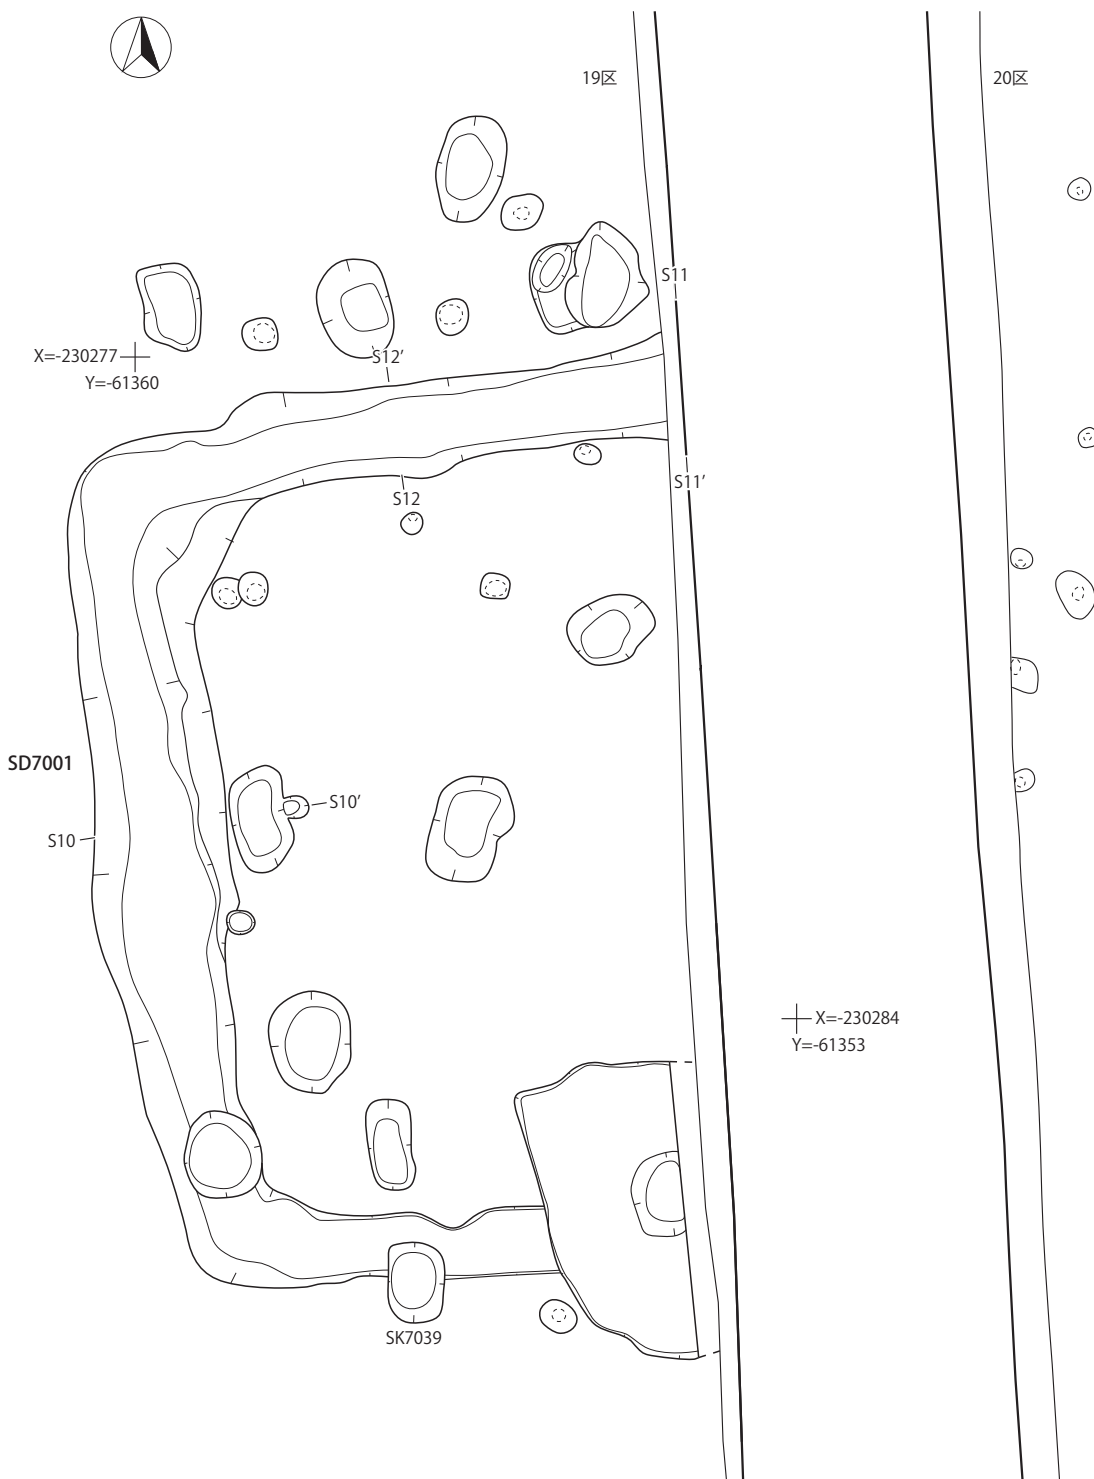 19区
20区
S11
S12'
X=-230277
Y=-61360
S11'
S12
SD7001
S10'
S10
X=-230284
Y=-61353
SK7039